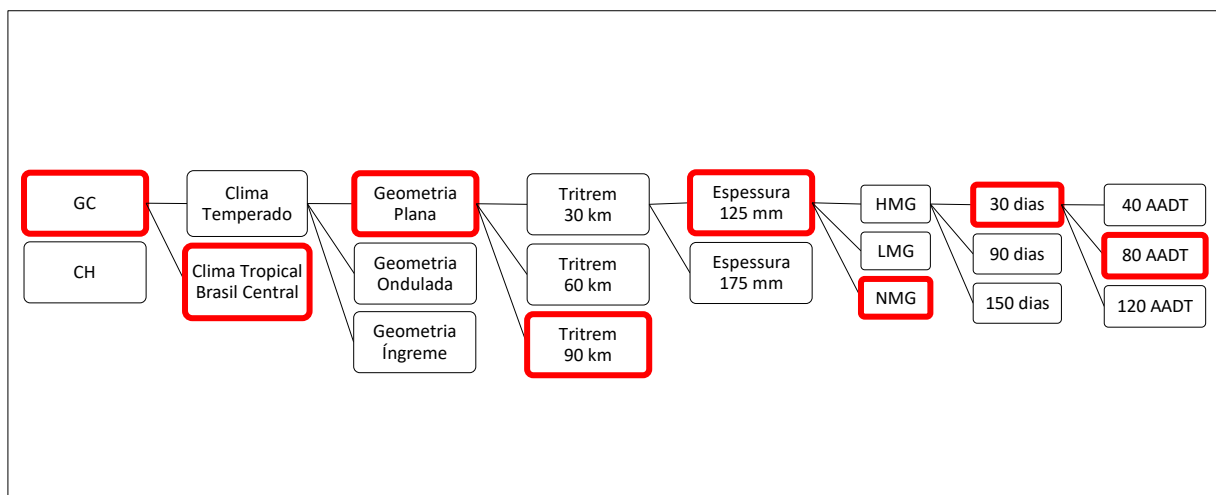 GC
CH
Clima
Temperado
Clima Tropical
Brasil Central
Geometria
Plana
Geometria
Ondulada
Geometria
Íngreme
Tritrem
30 km
Tritrem
60 km
Tritrem
90 km
Espessura
125 mm
Espessura
175 mm
HMG
LMG
NMG
30 dias
90 dias
150 dias
40 AADT
80 AADT
120 AADT